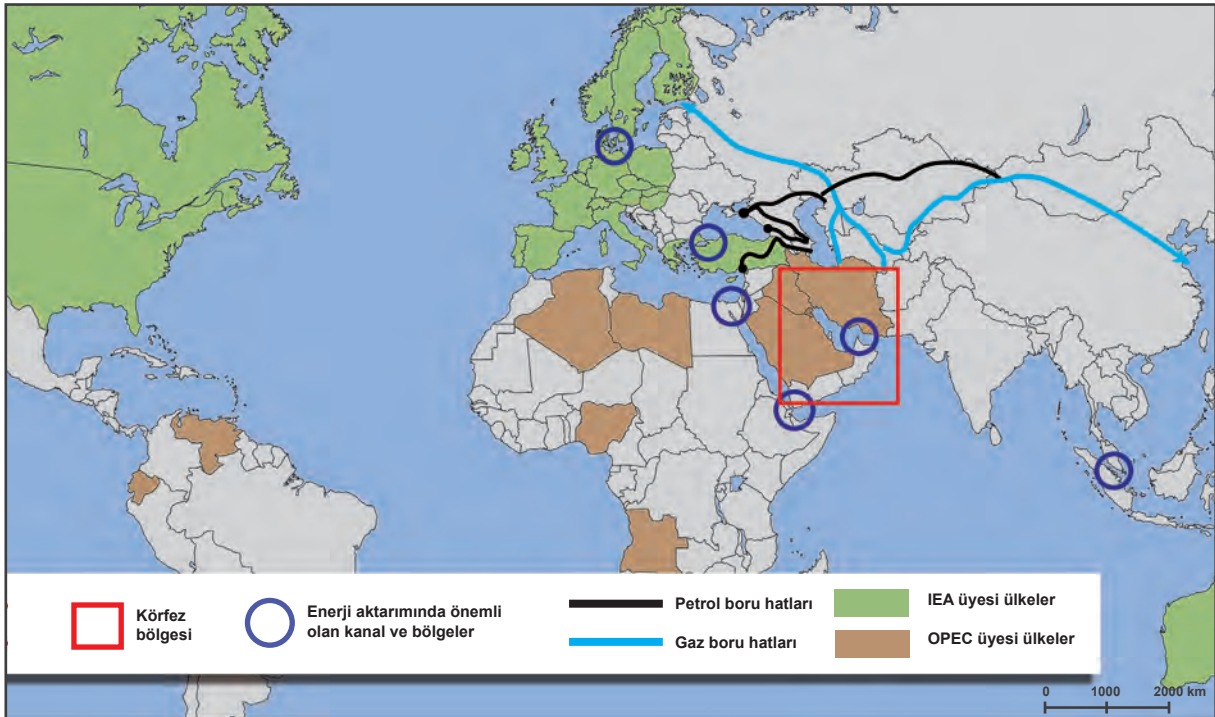 Körfez
bölgesi
Enerji aktarımında önemli
olan kanal ve bölgeler
Petrol boru hatları
Gaz boru hatları
IEA üyesi ülkeler
OPEC üyesi ülkeler
0 1000 2000 km